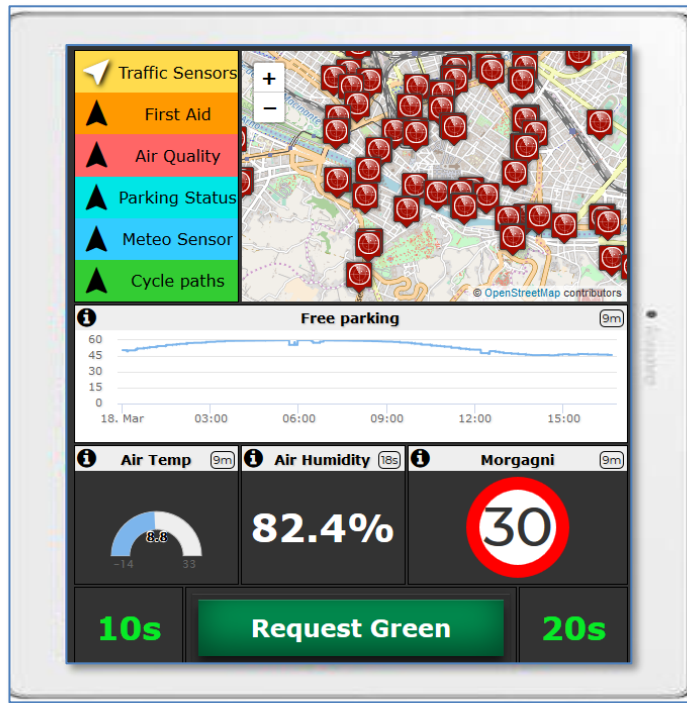 Traffic Sensors
First Aid
Air Quality
Parking Status
Meteo Sensor
Cycle paths
+
−
© OpenStreetMap contributors
Free parking
9m
60
45
30
15
0
18. Mar
03:00
06:00
09:00
12:00
15:00
Air Temp
9m
8.8
-14
33
Air Humidity
18s
82.4%
Morgagni
9m
30
10s
Request Green
20s